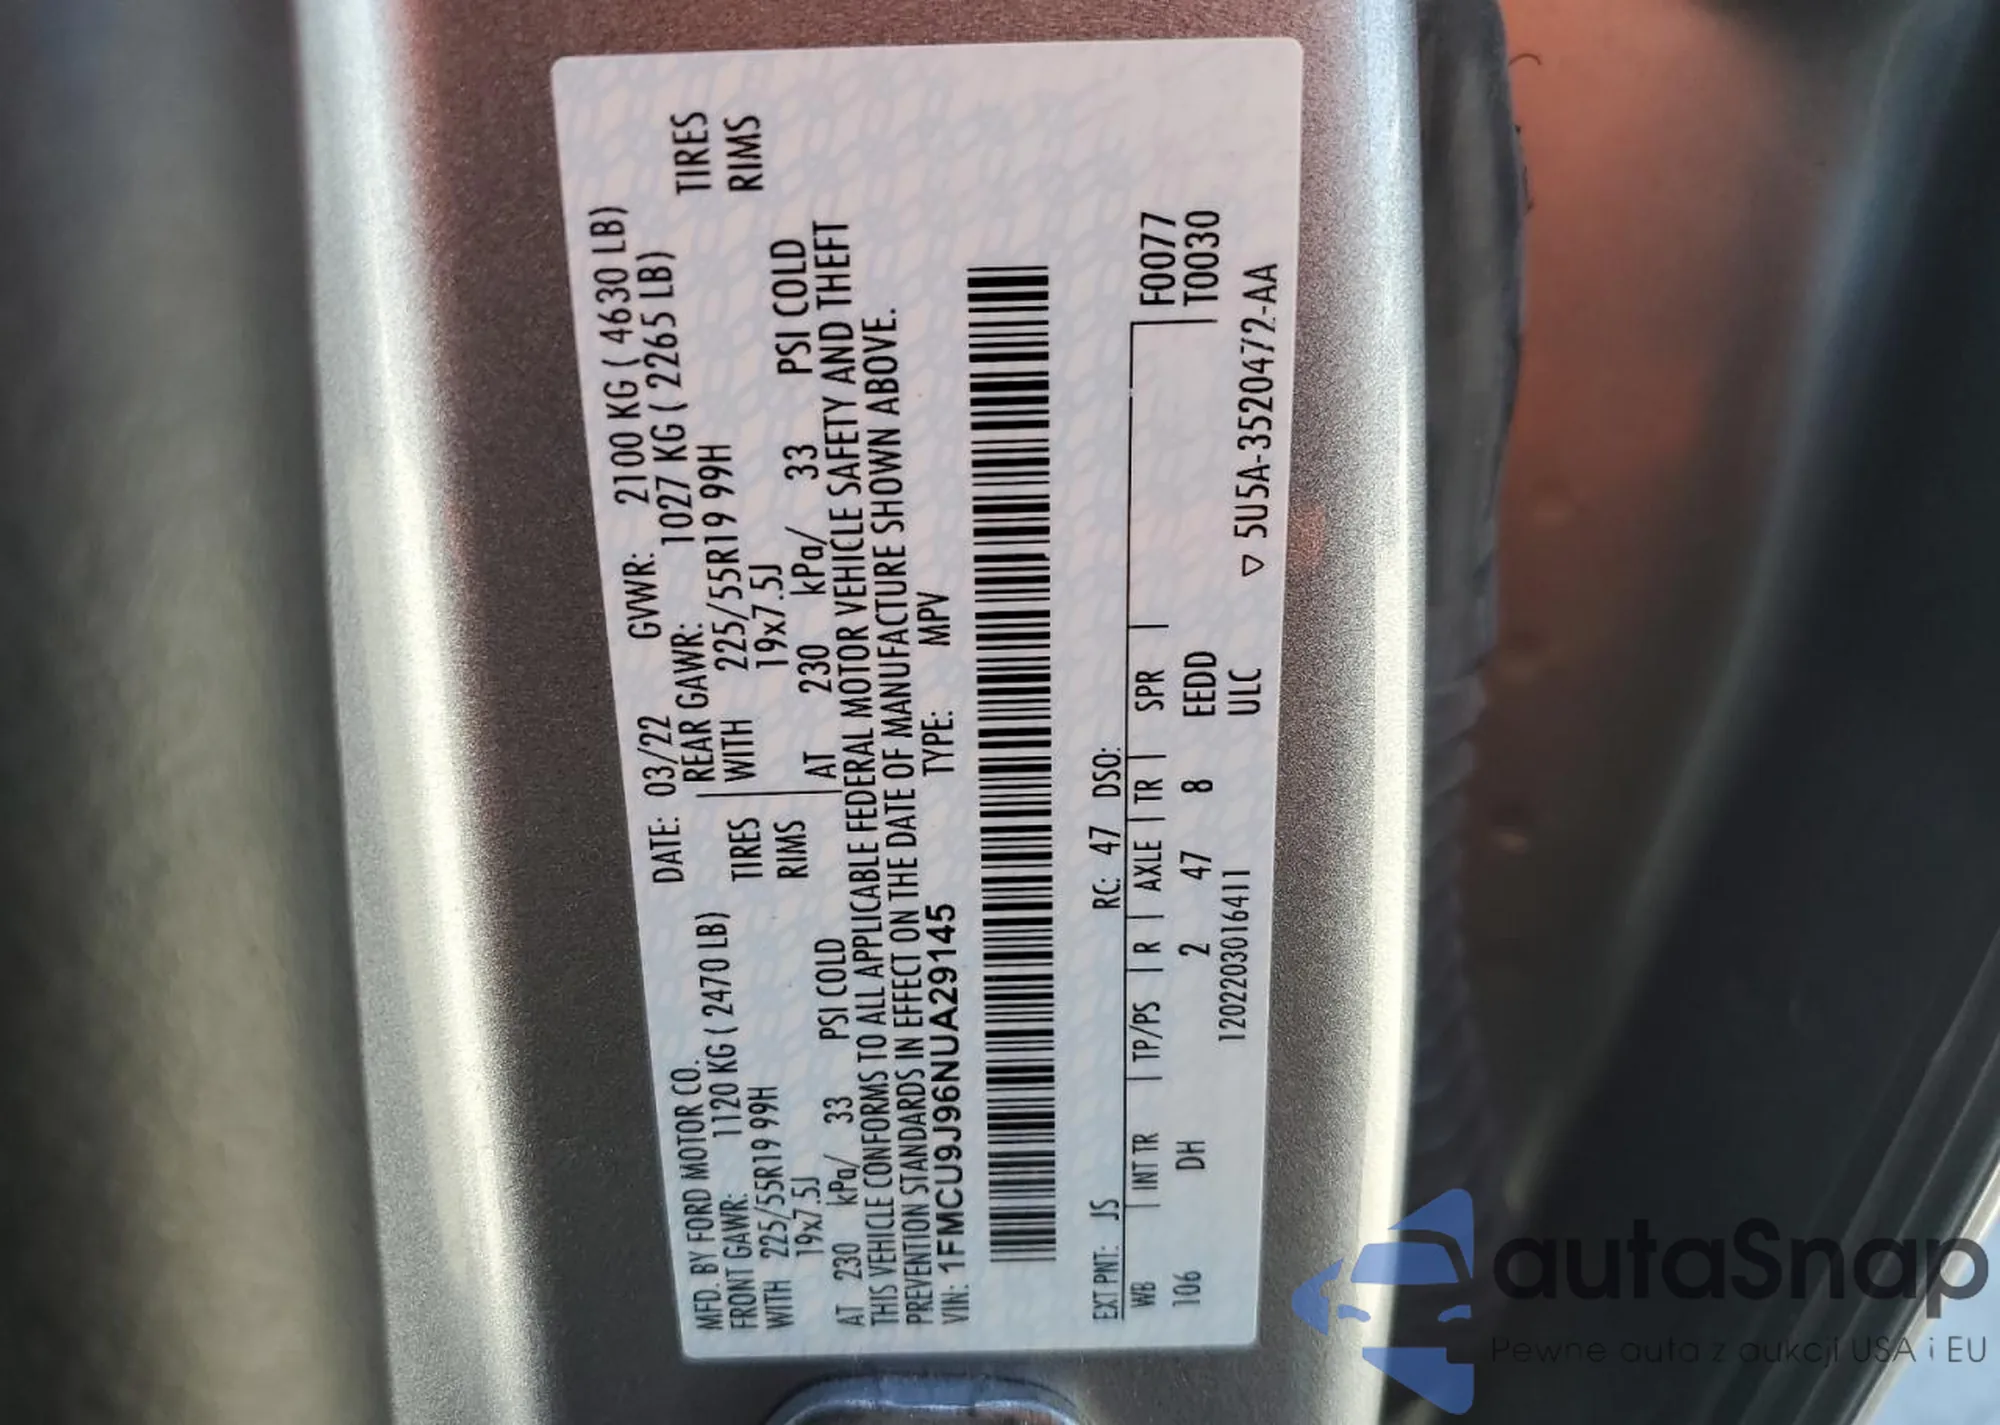 MFD. BY FORD MOTOR CO. DATE: 03/22 GVWR: 2100 KG ( 4630 LB)
FRONT GAWR: 1120 KG ( 2470 LB) REAR GAWR: 1027 KG ( 2265 LB)
WITH 225/55R19 99H TIRES WITH 225/55R19 99H TIRES
19x7.5J RIMS 19x7.5J RIMS
AT 230 kPa/ 33 PSI COLD AT 230 kPa/ 33 PSI COLD
THIS VEHICLE CONFORMS TO ALL APPLICABLE FEDERAL MOTOR VEHICLE SAFETY AND THEFT
PREVENTION STANDARDS IN EFFECT ON THE DATE OF MANUFACTURE SHOWN ABOVE.
VIN: 1FMCU9J96NUA29145 TYPE: MPV
EXT PNT: JS RC: 47 DSO:
WB INT TR TP/PS R AXLE TR SPR F0077
106 DH 2 47 8 EEDD T0030
1202203016411 ULC
▽ 5U5A-3520472-AA
autaSnap
Pewne auta z aukcji USA i EU